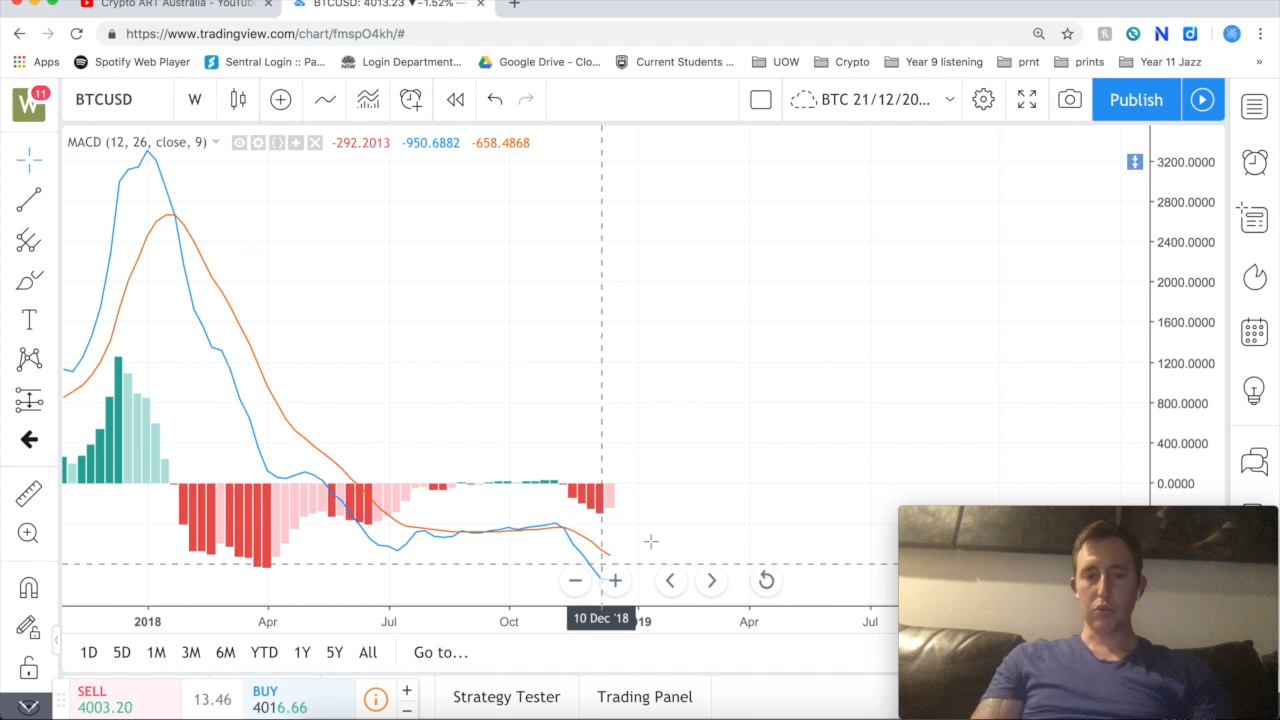 Crypto ART Australia - YouTube
BTCUSD: 4013.23 ▼−1.52% —
https://www.tradingview.com/chart/fmspO4kh/#
Apps
Spotify Web Player
Sentral Login :: Pa...
Login Department...
Google Drive - Clo...
Current Students ...
UOW
Crypto
Year 9 listening
prnt
prints
Year 11 Jazz
»
W
11
BTCUSD
W
BTC 21/12/20...
Publish
MACD (12, 26, close, 9)
-292.2013
-950.6882
-658.4868
3200.0000
2800.0000
2400.0000
2000.0000
1600.0000
1200.0000
800.0000
400.0000
0.0000
2018
Apr
Jul
Oct
10 Dec '18
Apr
Jul
1D
5D
1M
3M
6M
YTD
1Y
5Y
All
Go to...
SELL
4003.20
13.46
BUY
4016.66
Strategy Tester
Trading Panel